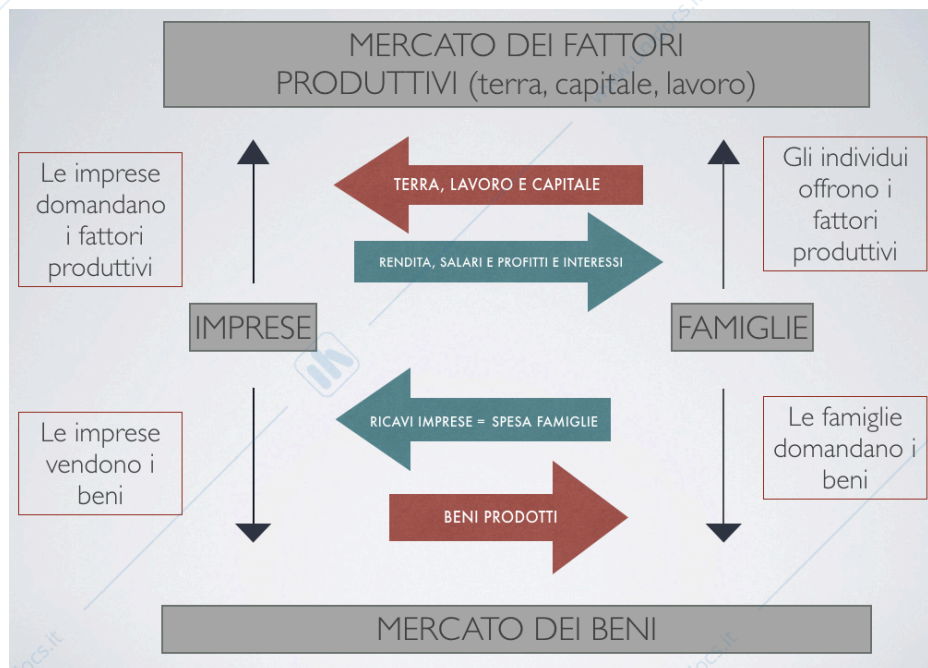 MERCATO DEI FATTORI
PRODUTTIVI (terra, capitale, lavoro)
Le imprese
domandano
i fattori
produttivi
TERRA, LAVORO E CAPITALE
RENDITA, SALARI E PROFITTI E INTERESSI
Gli individui
offrono i
fattori
produttivi
IMPRESE
FAMIGLIE
Le imprese
vendono i
beni
RICAVI IMPRESE = SPESA FAMIGLIE
BENI PRODOTTI
Le famiglie
domandano i
beni
MERCATO DEI BENI